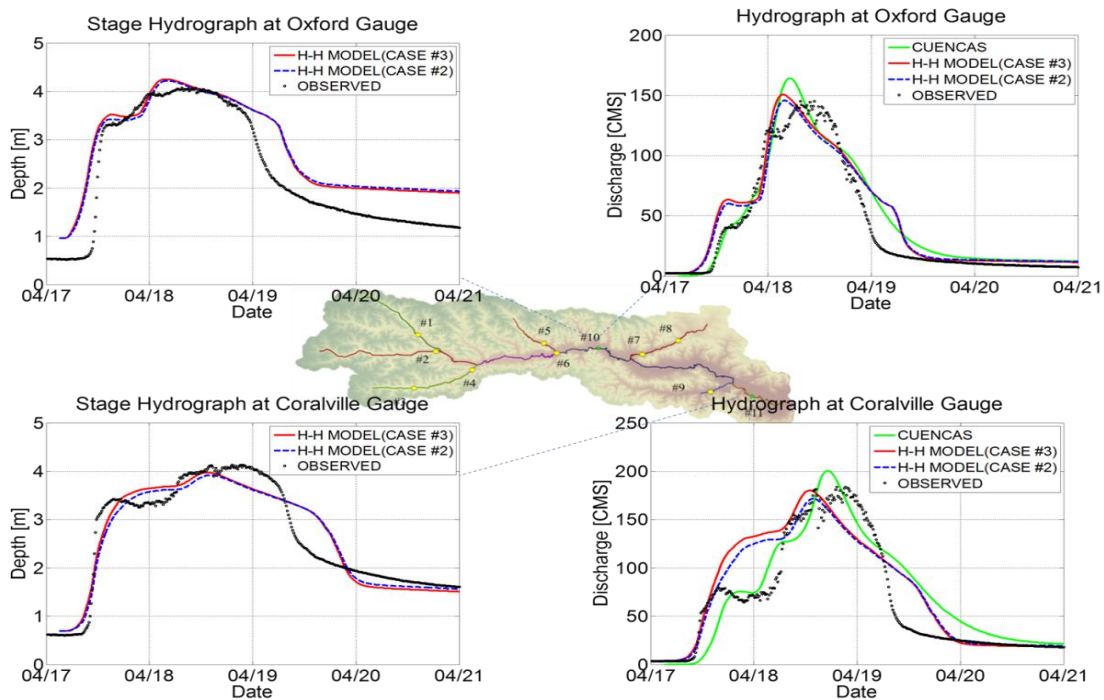 Stage Hydrograph at Oxford Gauge
5
4
3
2
1
0
Depth [m]
H-H MODEL(CASE #3)
H-H MODEL(CASE #2)
OBSERVED
04/17 04/18 04/19 04/20 04/21
Date
Hydrograph at Oxford Gauge
200
150
100
50
0
Discharge [CMS]
CUENCAS
H-H MODEL(CASE #3)
H-H MODEL(CASE #2)
OBSERVED
04/17 04/18 04/19 04/20 04/21
Date
#1
#2
#4
#5
#6
#10
#7
#8
#9
#11
Stage Hydrograph at Coralville Gauge
5
4
3
2
1
0
Depth [m]
H-H MODEL(CASE #3)
H-H MODEL(CASE #2)
OBSERVED
04/17 04/18 04/19 04/20 04/21
Date
Hydrograph at Coralville Gauge
250
200
150
100
50
0
Discharge [CMS]
CUENCAS
H-H MODEL(CASE #3)
H-H MODEL(CASE #2)
OBSERVED
04/17 04/18 04/19 04/20 04/21
Date